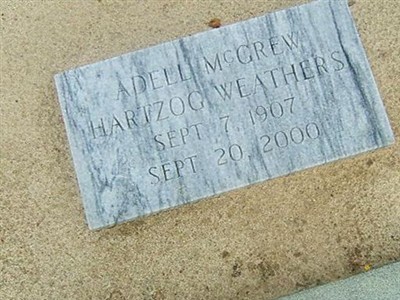 ADELL McGREW
HARTZOG WEATHERS
SEPT 7, 1907
SEPT 20, 2000